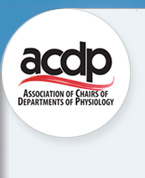 acdp
ASSOCIATION OF CHAIRS OF
DEPARTMENTS OF PHYSIOLOGY